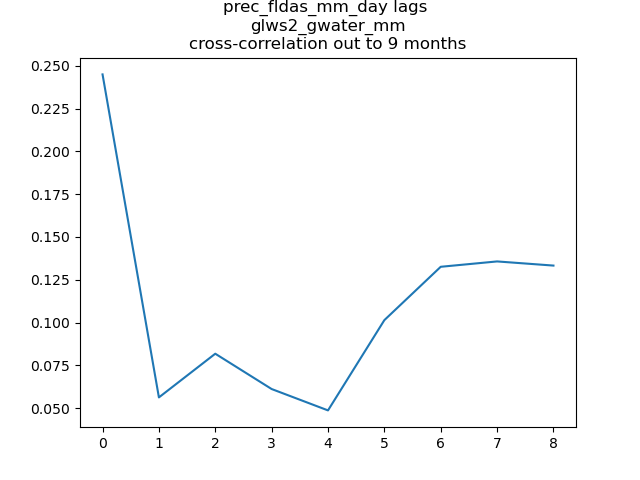 prec_fldas_mm_day lags
glws2_gwater_mm
cross-correlation out to 9 months
0.250
0.225
0.200
0.175
0.150
0.125
0.100
0.075
0.050
0 1 2 3 4 5 6 7 8